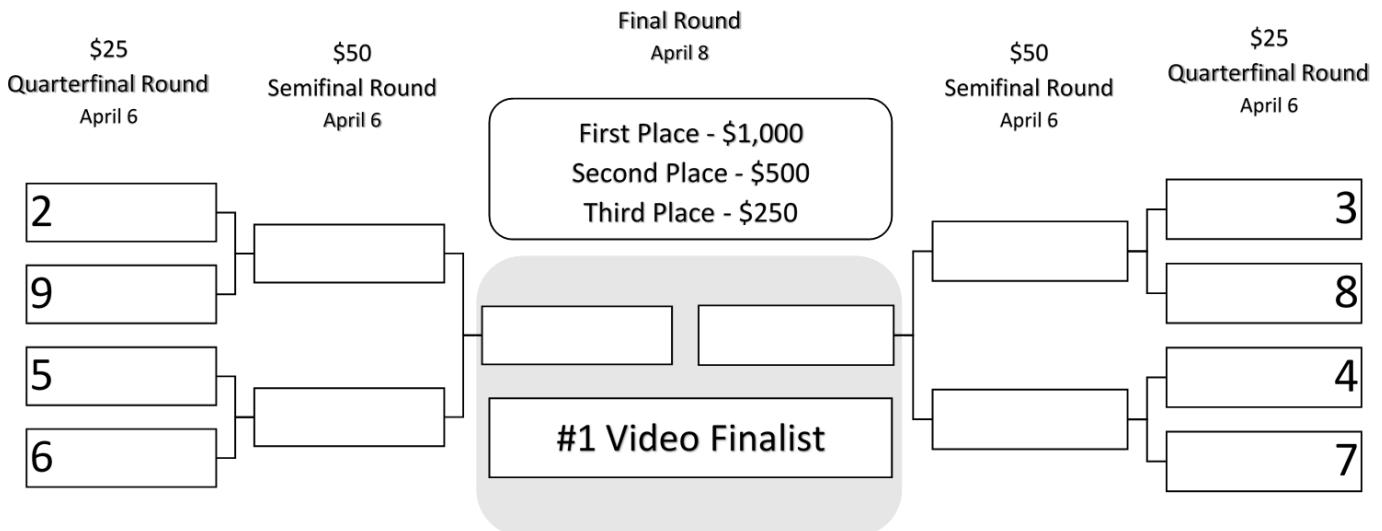 $25
Quarterfinal Round
April 6
$50
Semifinal Round
April 6
Final Round
April 8
$50
Semifinal Round
April 6
$25
Quarterfinal Round
April 6
First Place - $1,000
Second Place - $500
Third Place - $250
2
9
5
6
#1 Video Finalist
3
8
4
7